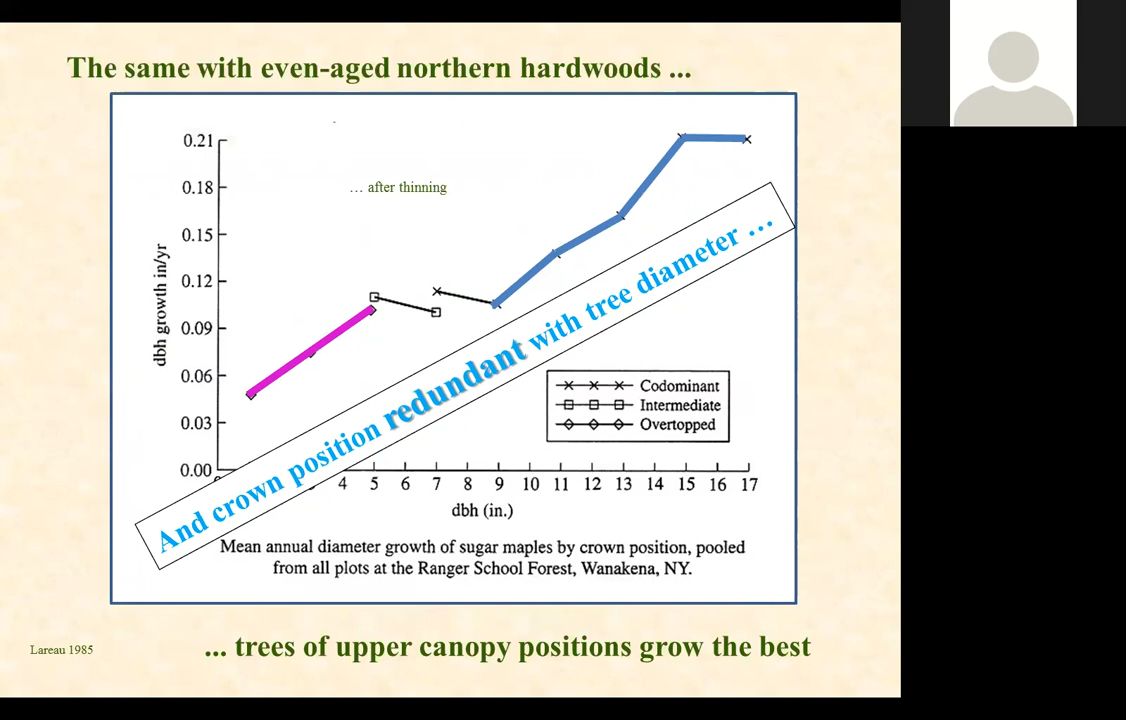 The same with even-aged northern hardwoods ...
0.21
0.18
0.15
0.12
0.09
0.06
0.03
0.00
dbh growth in/yr
... after thinning
Codominant
Intermediate
Overtopped
And crown position redundant with tree diameter ...
4 5 6 7 8 9 10 11 12 13 14 15 16 17
dbh (in.)
Mean annual diameter growth of sugar maples by crown position, pooled
from all plots at the Ranger School Forest, Wanakena, NY.
Lareau 1985
... trees of upper canopy positions grow the best